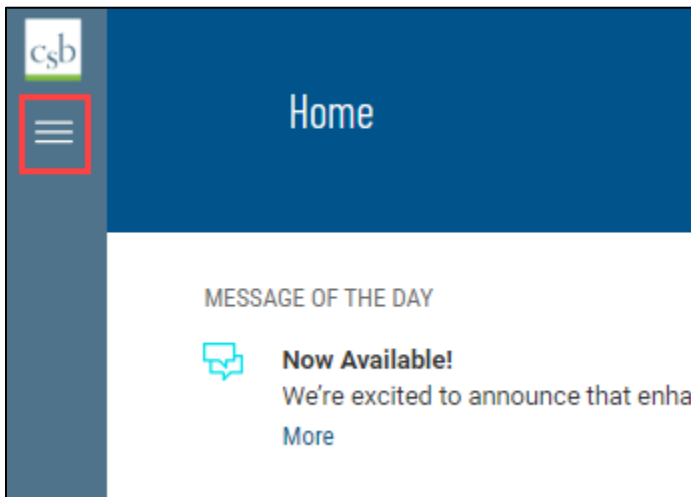 csb
Home
MESSAGE OF THE DAY
Now Available!
We're excited to announce that enha
More